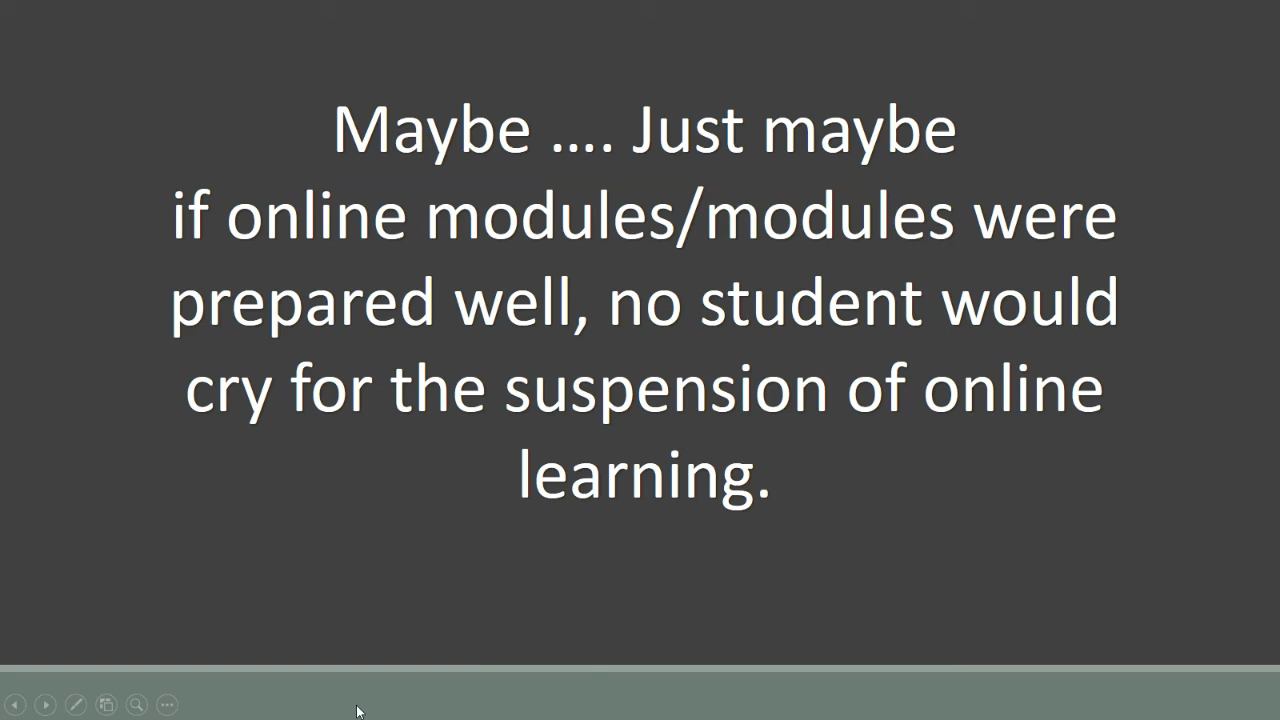 Maybe .... Just maybe
if online modules/modules were
prepared well, no student would
cry for the suspension of online
learning.